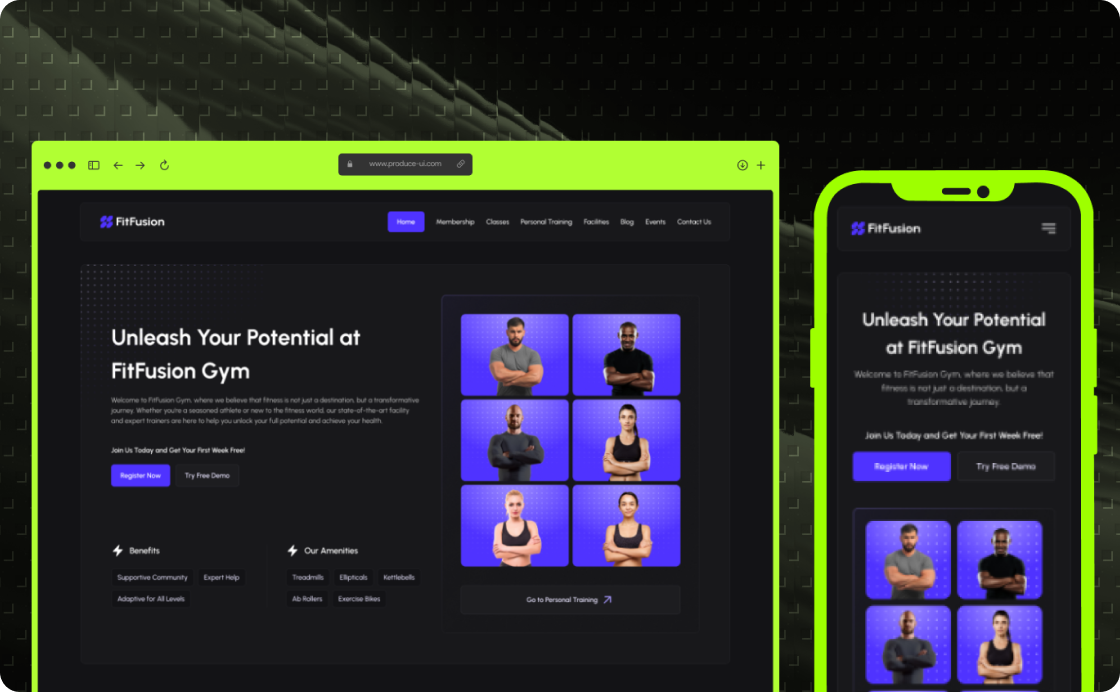 www.produce-ui.com
FitFusion
Home Membership Classes Personal Training Facilities Blog Events Contact Us
Unleash Your Potential at
FitFusion Gym
Welcome to FitFusion Gym, where we believe that fitness is not just a destination, but a transformative
journey. Whether you're a seasoned athlete or new to the fitness world, our state-of-the-art facility
and expert trainers are here to help you unlock your full potential and achieve your health.
Join Us Today and Get Your First Week Free!
Register Now Try Free Demo
Benefits
Supportive Community Expert Help
Adaptive for All Levels
Our Amenities
Treadmills Ellipticals Kettlebells
Ab Rollers Exercise Bikes
Go to Personal Training
FitFusion
Unleash Your Potential
at FitFusion Gym
Welcome to FitFusion Gym, where we believe that
fitness is not just a destination, but a
transformative journey.
Join Us Today and Get Your First Week Free!
Register Now Try Free Demo